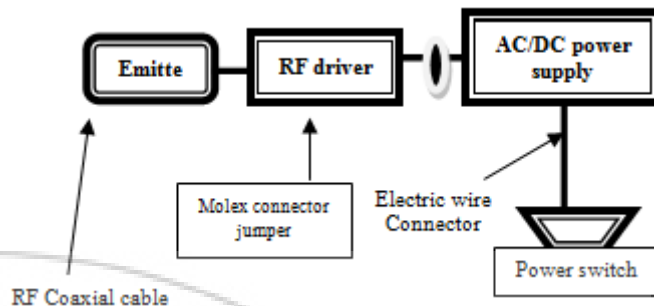 Emitte
RF driver
AC/DC power
supply
Molex connector
jumper
Electric wire
Connector
Power switch
RF Coaxial cable